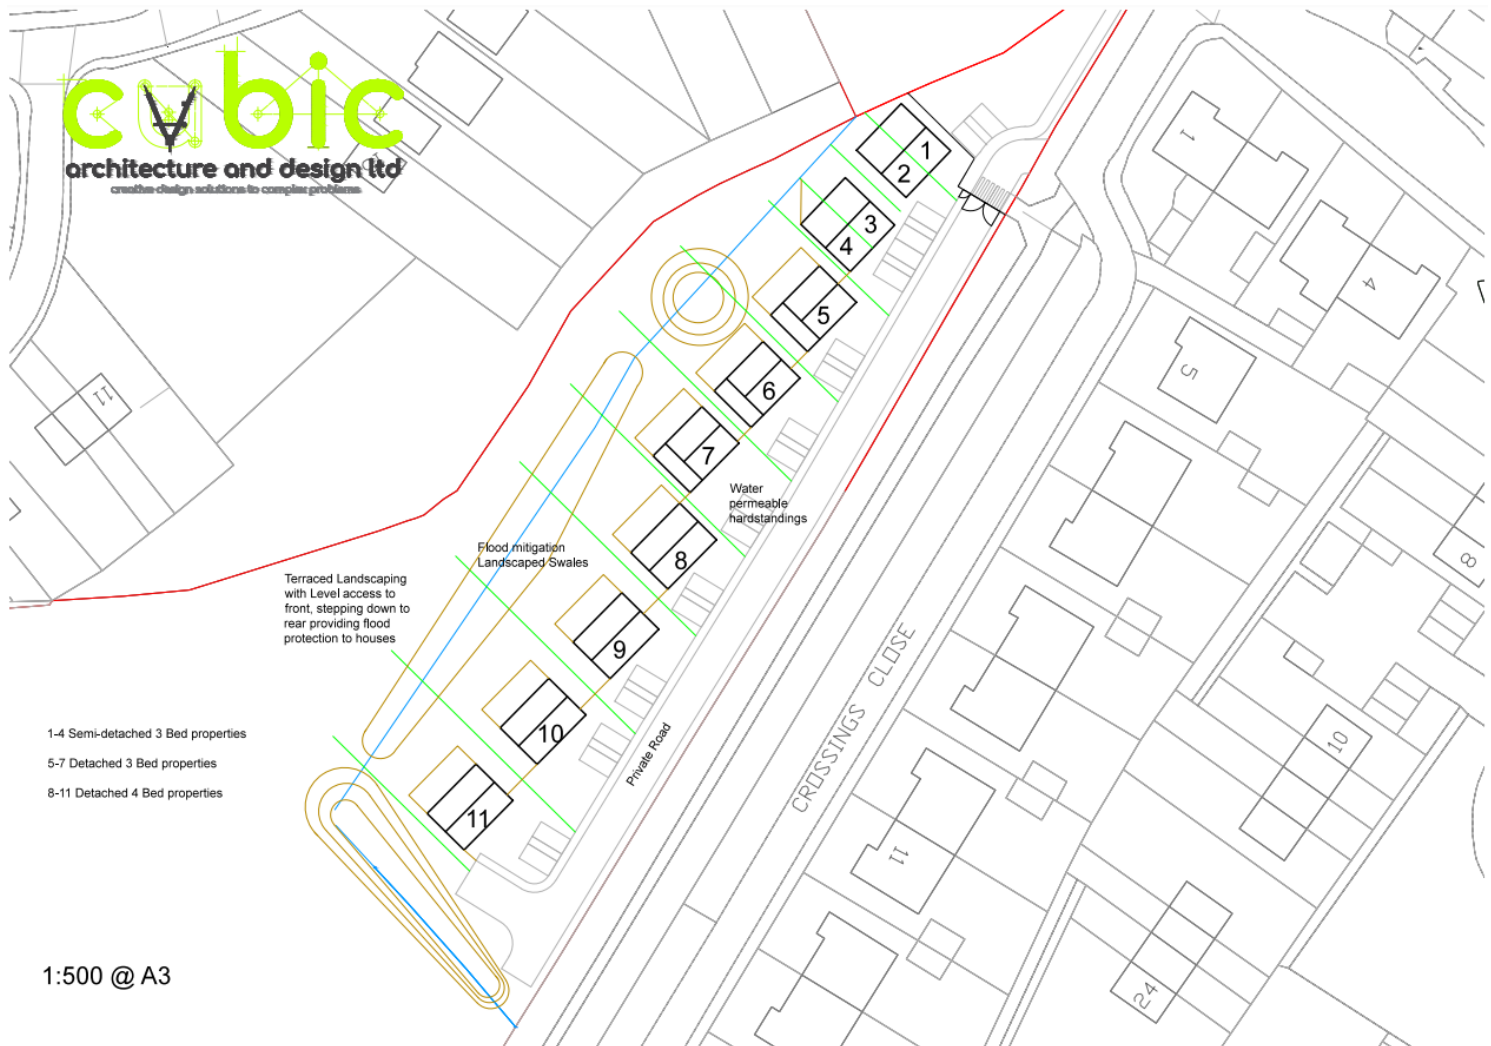 cubic
architecture and design ltd
creative design solutions to complex problems
1
2
3
4
5
6
7
8
9
10
11
Water
permeable
hardstandings
Flood mitigation
Landscaped Swales
Terraced Landscaping
with Level access to
front, stepping down to
rear providing flood
protection to houses
1-4 Semi-detached 3 Bed properties
5-7 Detached 3 Bed properties
8-11 Detached 4 Bed properties
Private Road
CROSSINGS CLOSE
1:500 @ A3
11
1
4
5
8
10
11
24